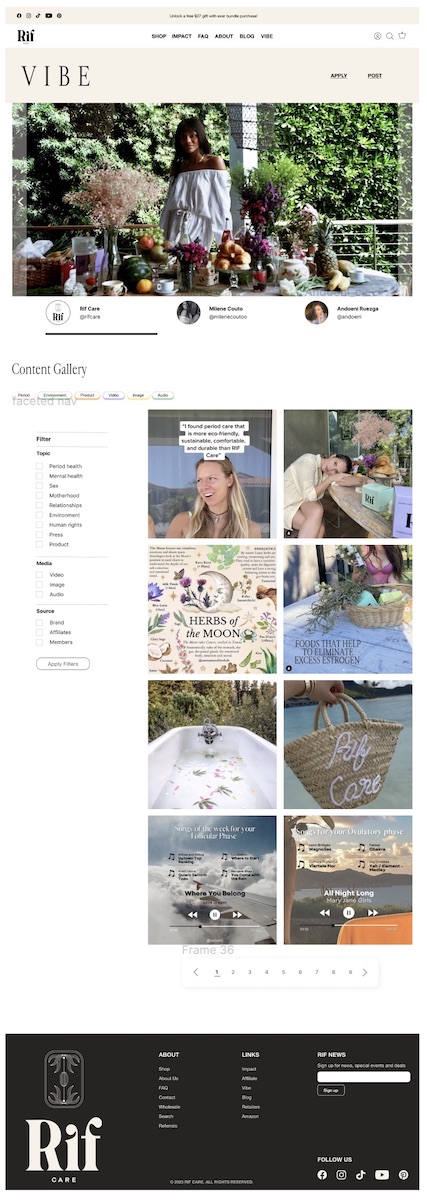 Unlock a free $27 gift with ever bundle purchase!
Rif
SHOP IMPACT FAQ ABOUT BLOG VIBE
VIBE
APPLY POST
Rif
Rif Care
@rifcare
Milene Couto
@milenecoutoo
Andoeni Ruezga
@andoeni
Content Gallery
Period Environment Product Video Image Audio
faceted nav
Filter
Topic
Period health
Mental health
Sex
Motherhood
Relationships
Environment
Human rights
Press
Product
Media
Video
Image
Audio
Source
Brand
Affiliates
Members
Apply Filters
"I found period care that
is more eco-friendly,
sustainable, comfortable,
and durable than RIF
Care"
Rif
HERBS of
the MOON
FOODS THAT HELP
TO ELIMINATE
EXCESS ESTROGEN
Rif
Care
Songs of the week for your
Follicular Phase
Where to Start
Where You Belong
Songs for your Ovulatory phase
Magnolias
Chakra
All Night Long
Mary Jane Girls
Frame 36
1 2 3 4 5 6 7 8 9
Rif
CARE
ABOUT
Shop
About Us
FAQ
Contact
Wholesale
Search
Referrals
LINKS
Impact
Affiliate
Vibe
Blog
Retailers
Amazon
RIF NEWS
Sign up for news, special events and deals
Sign up
FOLLOW US
© 2023 RIF CARE. ALL RIGHTS RESERVED.